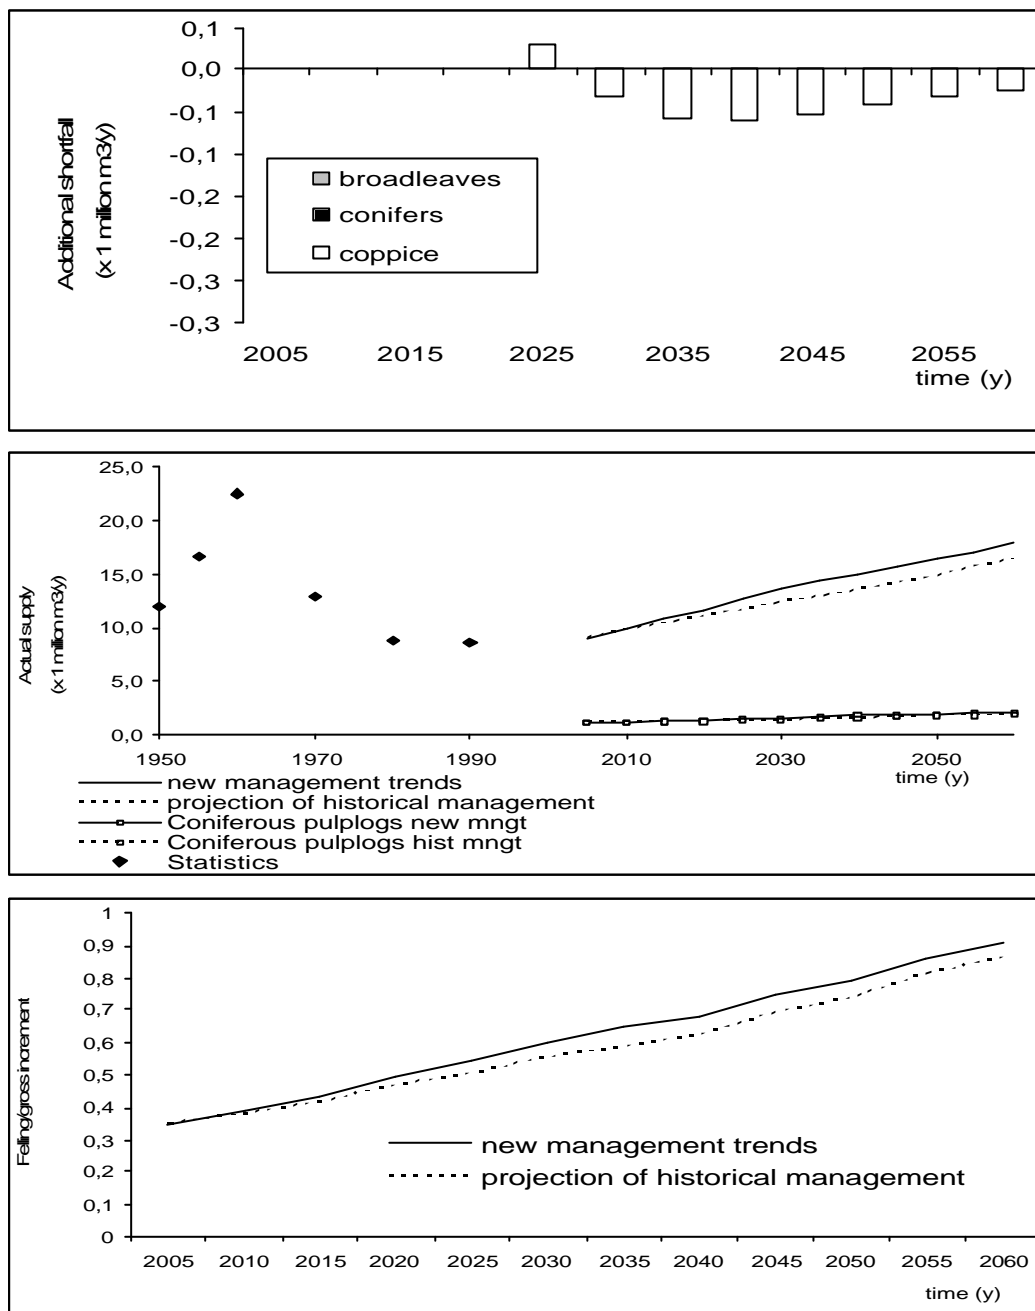 0,1
0,0
-0,1
-0,1
-0,2
-0,2
-0,3
-0,3
Additional shortfall
(x 1 million m3/y)
broadleaves
conifers
coppice
2005 2015 2025 2035 2045 2055
time (y)
25,0
20,0
15,0
10,0
5,0
0,0
Actual supply
(x 1 million m3/y)
1950 1970 1990 2010 2030 2050
time (y)
new management trends
projection of historical management
Coniferous pulplogs new mngt
Coniferous pulplogs hist mngt
Statistics
1
0,9
0,8
0,7
0,6
0,5
0,4
0,3
0,2
0,1
0
Felling/gross increment
new management trends
projection of historical management
2005 2010 2015 2020 2025 2030 2035 2040 2045 2050 2055 2060
time (y)